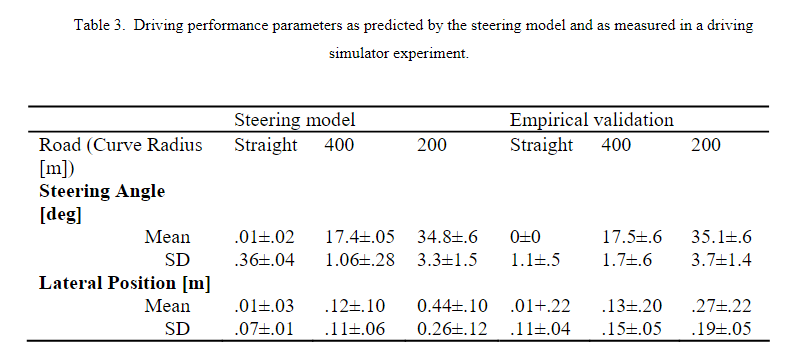 Table 3.  Driving performance parameters as predicted by the steering model and as measured in a driving
simulator experiment.
Steering model Empirical validation
Road (Curve Radius Straight 400 200 Straight 400 200
[m])
Steering Angle
[deg]
Mean .01±.02 17.4±.05 34.8±.6 0±0 17.5±.6 35.1±.6
SD .36±.04 1.06±.28 3.3±1.5 1.1±.5 1.7±.6 3.7±1.4
Lateral Position [m]
Mean .01±.03 .12±.10 0.44±.10 .01+.22 .13±.20 .27±.22
SD .07±.01 .11±.06 0.26±.12 .11±.04 .15±.05 .19±.05